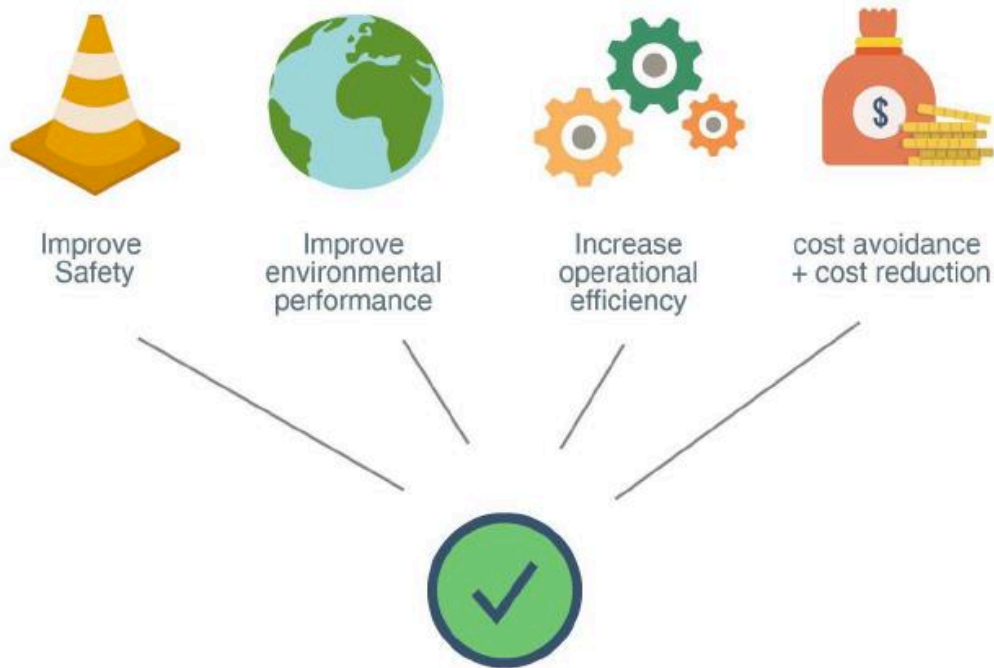 $
Improve
Safety
Improve
environmental
performance
Increase
operational
efficiency
cost avoidance
+ cost reduction